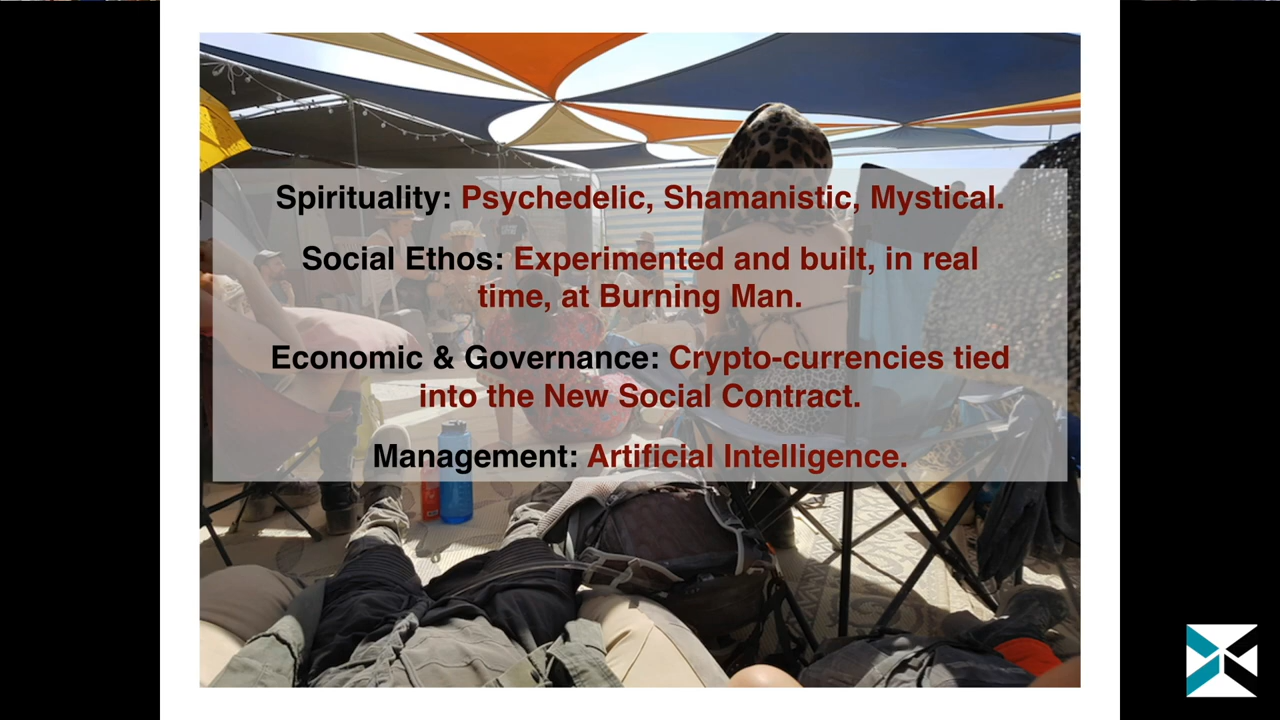 Spirituality: Psychedelic, Shamanistic, Mystical.
Social Ethos: Experimented and built, in real
time, at Burning Man.
Economic & Governance: Crypto-currencies tied
into the New Social Contract.
Management: Artificial Intelligence.